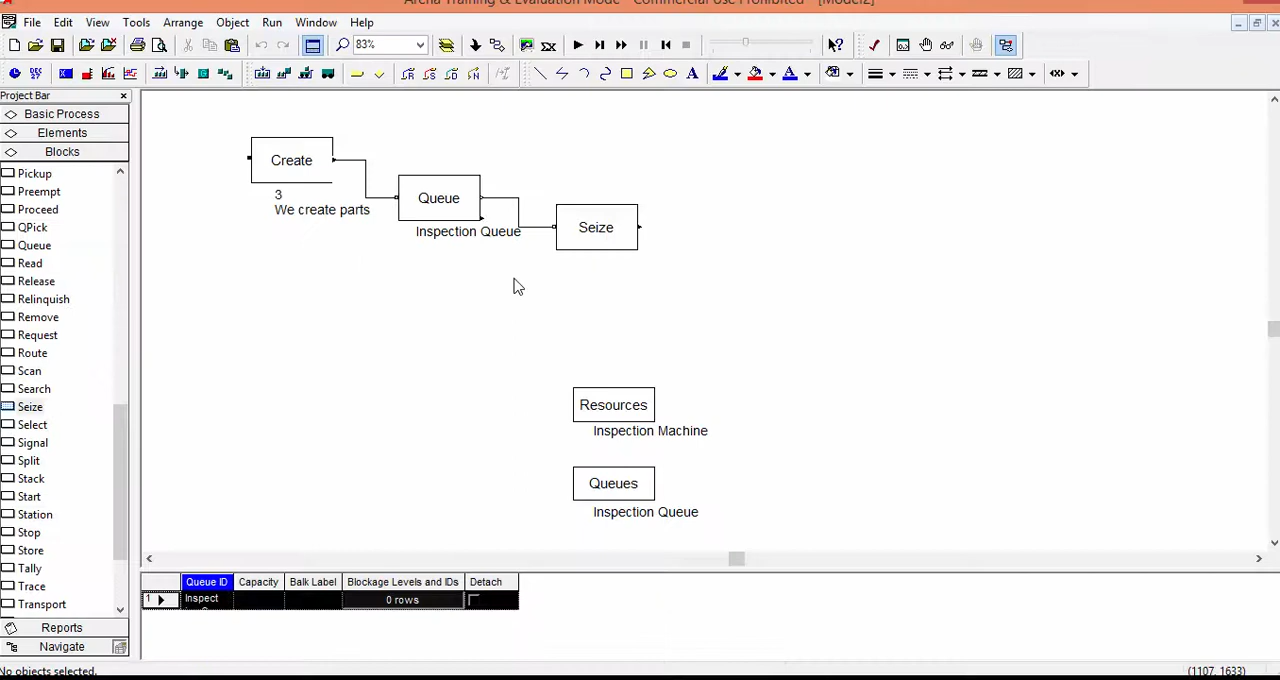 Arena Training & Evaluation Mode - Commercial Use Prohibited - [Model2]
File Edit View Tools Arrange Object Run Window Help
83%
Project Bar
Basic Process
Elements
Blocks
Pickup
Preempt
Proceed
QPick
Queue
Read
Release
Relinquish
Remove
Request
Route
Scan
Search
Seize
Select
Signal
Split
Stack
Start
Station
Stop
Store
Tally
Trace
Transport
Reports
Navigate
Create
3
We create parts
Queue
Inspection Queue
Seize
Resources
Inspection Machine
Queues
Inspection Queue
Queue ID Capacity Balk Label Blockage Levels and IDs Detach
1 Inspect 0 rows
No objects selected. (1107, 1633)